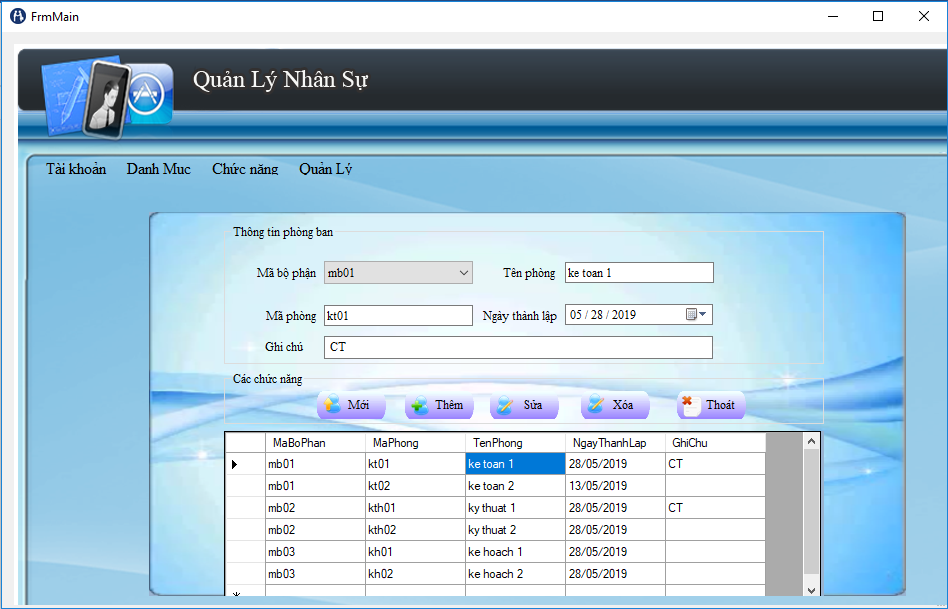 FrmMain
Quản Lý Nhân Sự
Tài khoản Danh Muc Chức năng Quản Lý
Thông tin phòng ban
Mã bộ phận mb01 Tên phòng ke toan 1
Mã phòng kt01 Ngày thành lập 05 / 28 / 2019
Ghi chú CT
Các chức năng
Mới Thêm Sửa Xóa Thoát
MaBoPhan MaPhong TenPhong NgayThanhLap GhiChu
mb01 kt01 ke toan 1 28/05/2019 CT
mb01 kt02 ke toan 2 13/05/2019
mb02 kth01 ky thuat 1 28/05/2019 CT
mb02 kth02 ky thuat 2 28/05/2019
mb03 kh01 ke hoach 1 28/05/2019
mb03 kh02 ke hoach 2 28/05/2019